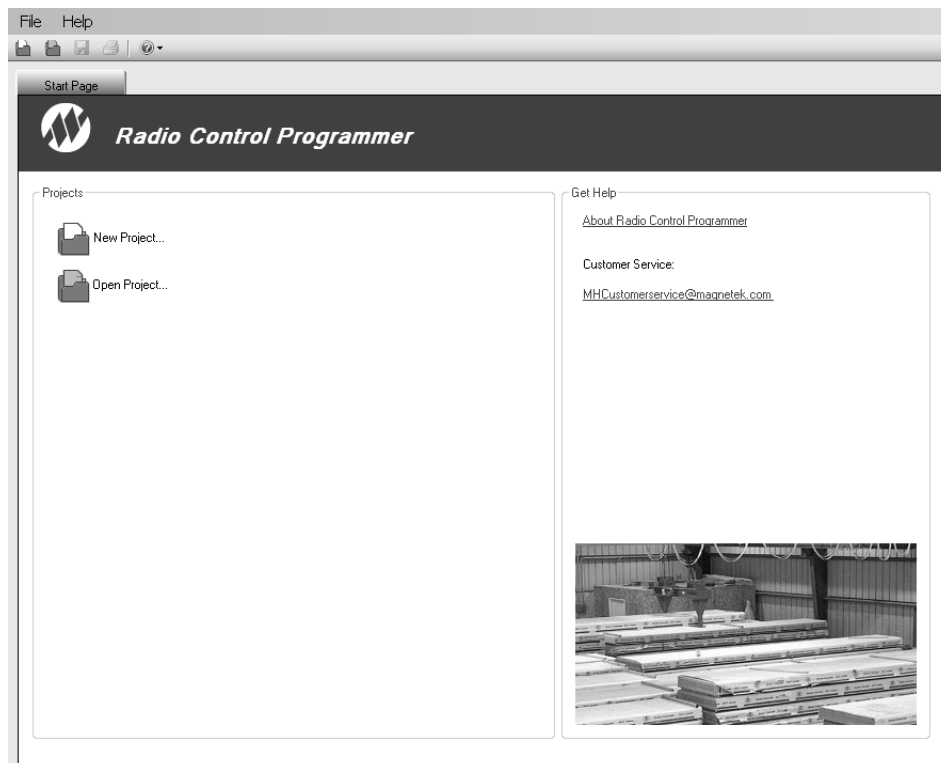 File Help
Start Page
Radio Control Programmer
Projects
New Project...
Open Project...
Get Help
About Radio Control Programmer
Customer Service:
MHCustomerservice@magnetek.com